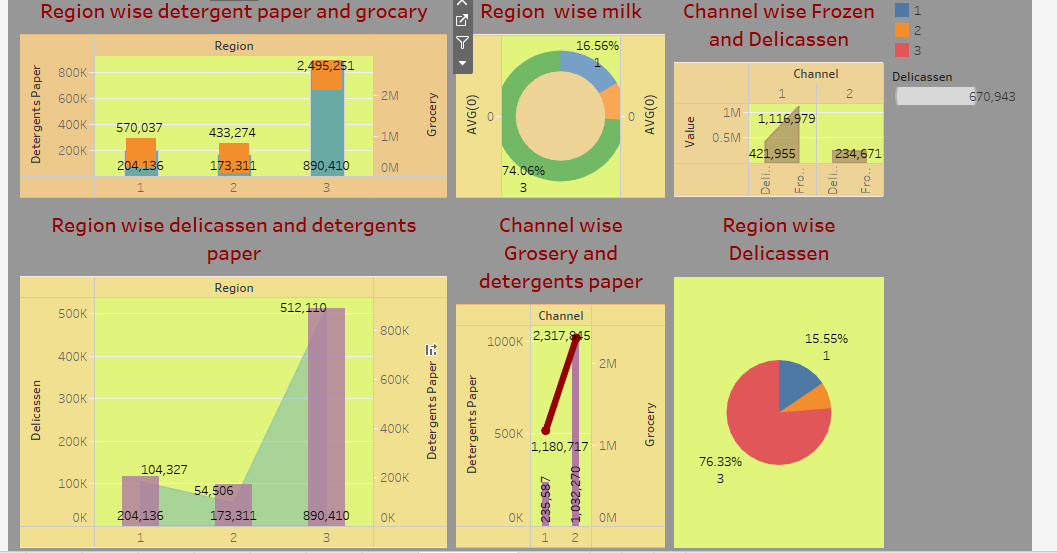 Region wise detergent paper and grocary
Region
Detergents Paper
800K
600K
400K
200K
570,037
433,274
2,495,251
204,136
173,311
890,410
2M
1M
0M
Grocery
1
2
3
Region wise milk
AVG(0)
0
16.56%
1
74.06%
3
0
AVG(0)
Channel wise Frozen
and Delicassen
Channel
1
2
Value
1M
0.5M
1,116,979
421,955
234,671
Deli..
Fro..
Deli..
Fro..
1
2
3
Delicassen
670,943
Region wise delicassen and detergents
paper
Region
Delicassen
500K
400K
300K
200K
100K
0K
512,110
104,327
54,506
204,136
173,311
890,410
800K
600K
400K
200K
0K
Detergents Paper
1
2
3
Channel wise
Grosery and
detergents paper
Channel
Detergents Paper
1000K
500K
0K
2,317,845
1,180,717
235,587
1,032,270
2M
1M
0M
Grocery
1
2
Region wise
Delicassen
15.55%
1
76.33%
3